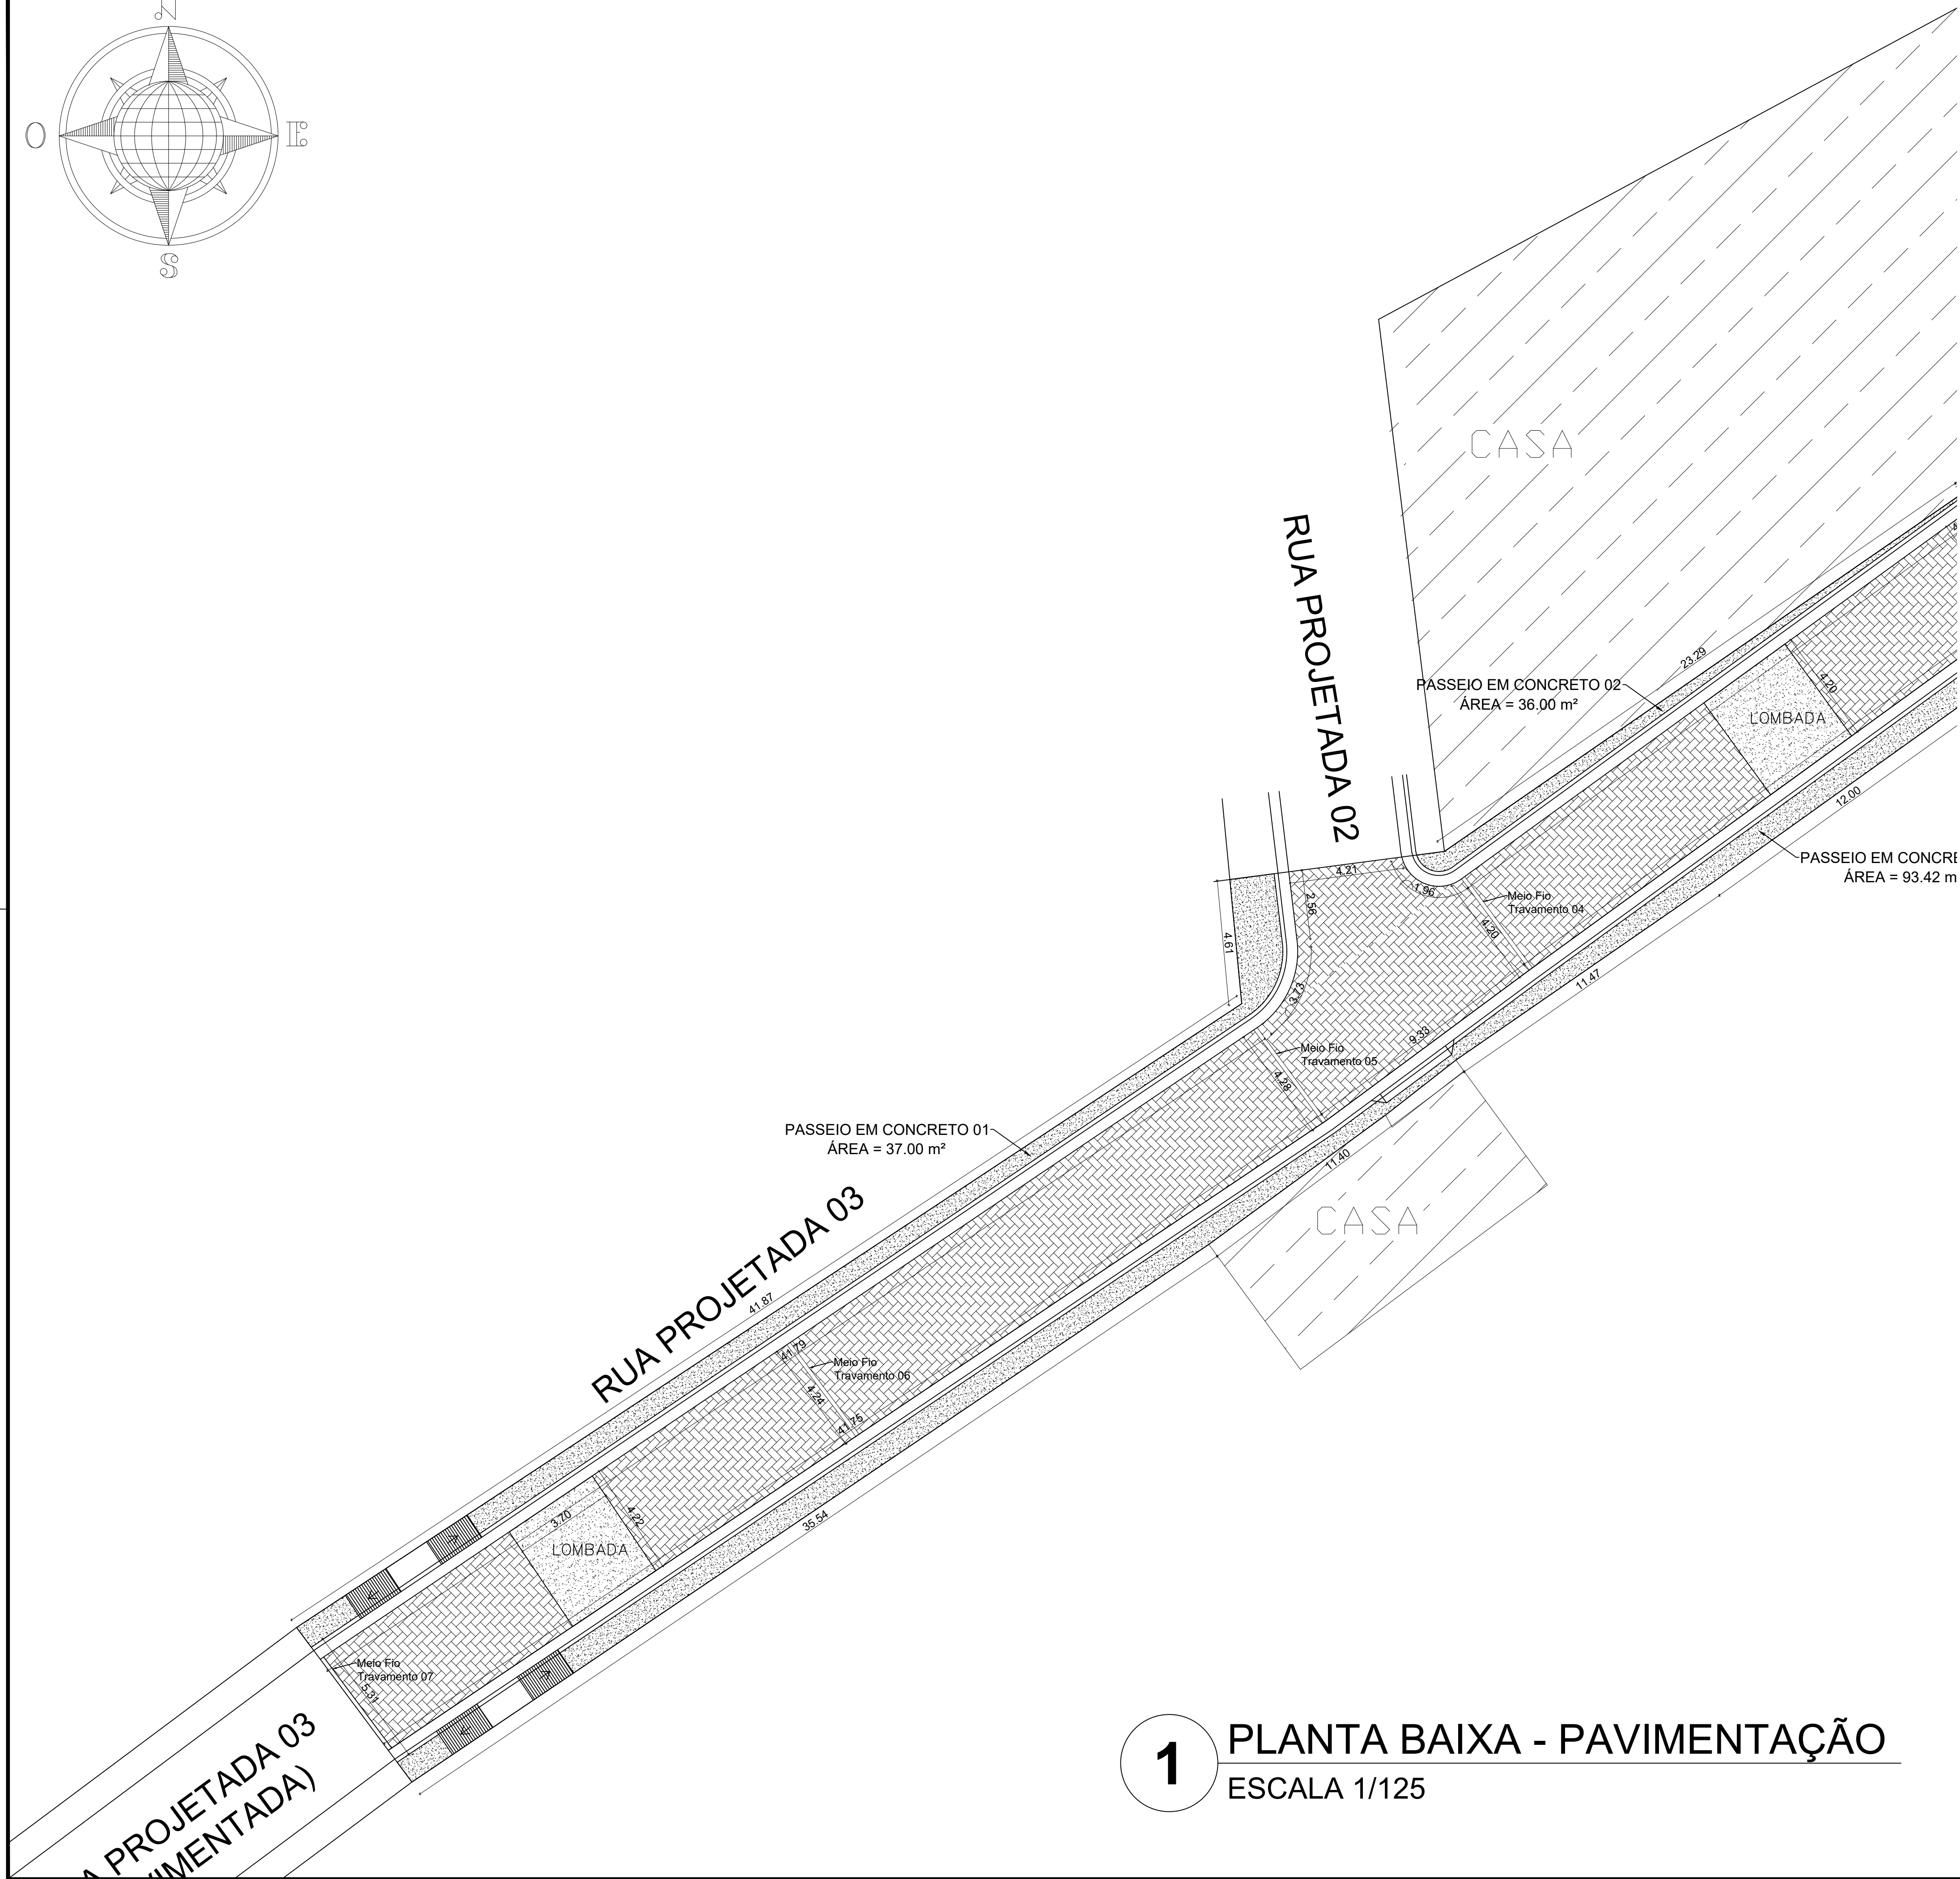 N
O
E
S
CASA
RUA PROJETADA 02
23.29
PASSEIO EM CONCRETO 02
ÁREA = 36.00 m²
4.20
LOMBADA
12.00
PASSEIO EM CONCRE
ÁREA = 93.42 m
4.21
1.96
2.56
Meio Fio
Travamento 04
4.20
4.61
11.47
3.73
9.33
Meio Fio
Travamento 05
4.28
PASSEIO EM CONCRETO 01
ÁREA = 37.00 m²
11.40
CASA
RUA PROJETADA 03
41.87
41.79
Meio Fio
Travamento 06
4.24
41.75
3.70
4.22
LOMBADA
35.54
Meio Fio
Travamento 07
5.31
A PROJETADA 03
VIMENTADA)
1
PLANTA BAIXA - PAVIMENTAÇÃO
ESCALA 1/125